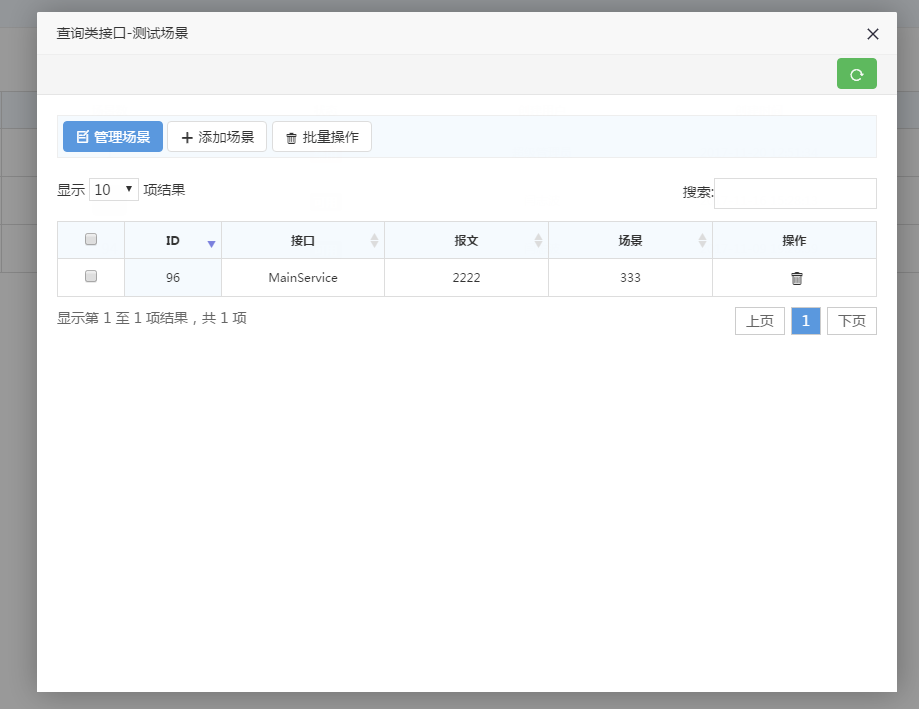 查询类接口-测试场景
管理场景 添加场景 批量操作
显示 10 项结果 搜索:
ID 接口 报文 场景 操作
96 MainService 2222 333
显示第 1 至 1 项结果，共 1 项
上页 1 下页